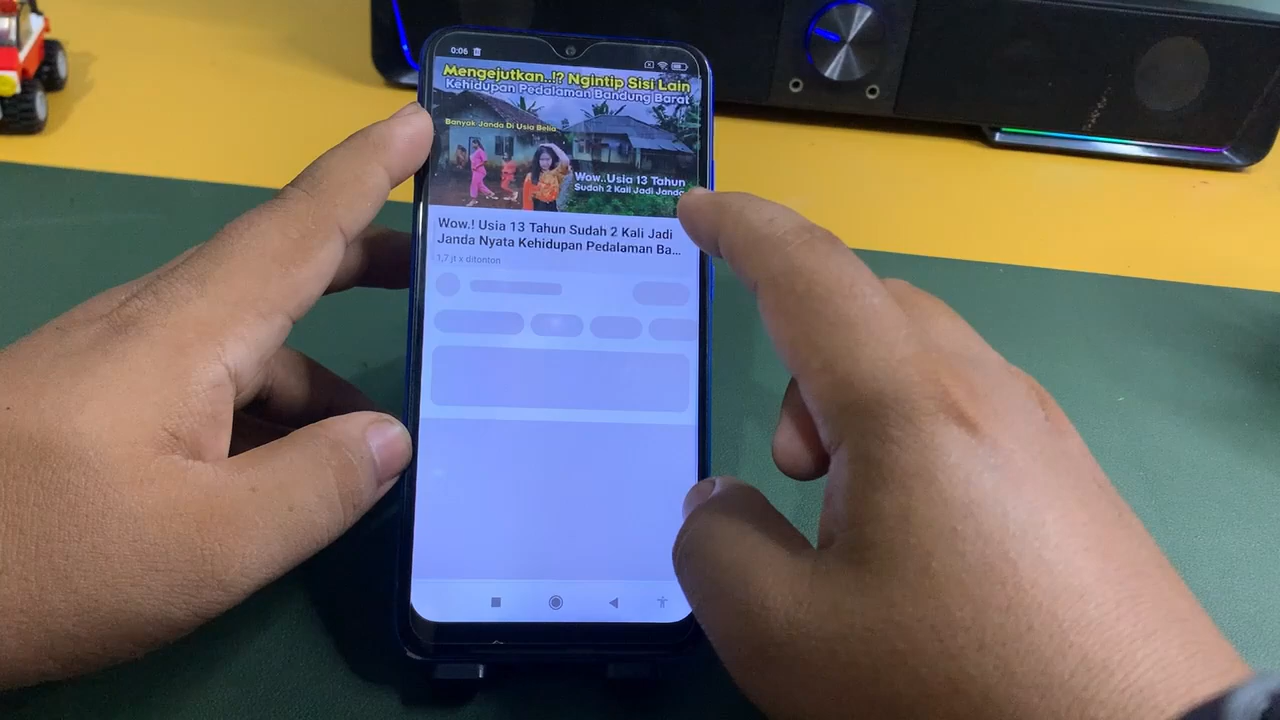 0:06
Mengejutkan..!? Ngintip Sisi Lain
Kehidupan Pedalaman Bandung Barat
Banyak Janda Di Usia Belia
Wow..Usia 13 Tahun
Sudah 2 Kali Jadi Janda
Wow.! Usia 13 Tahun Sudah 2 Kali Jadi
Janda Nyata Kehidupan Pedalaman Ba...
1,7 jt x ditonton